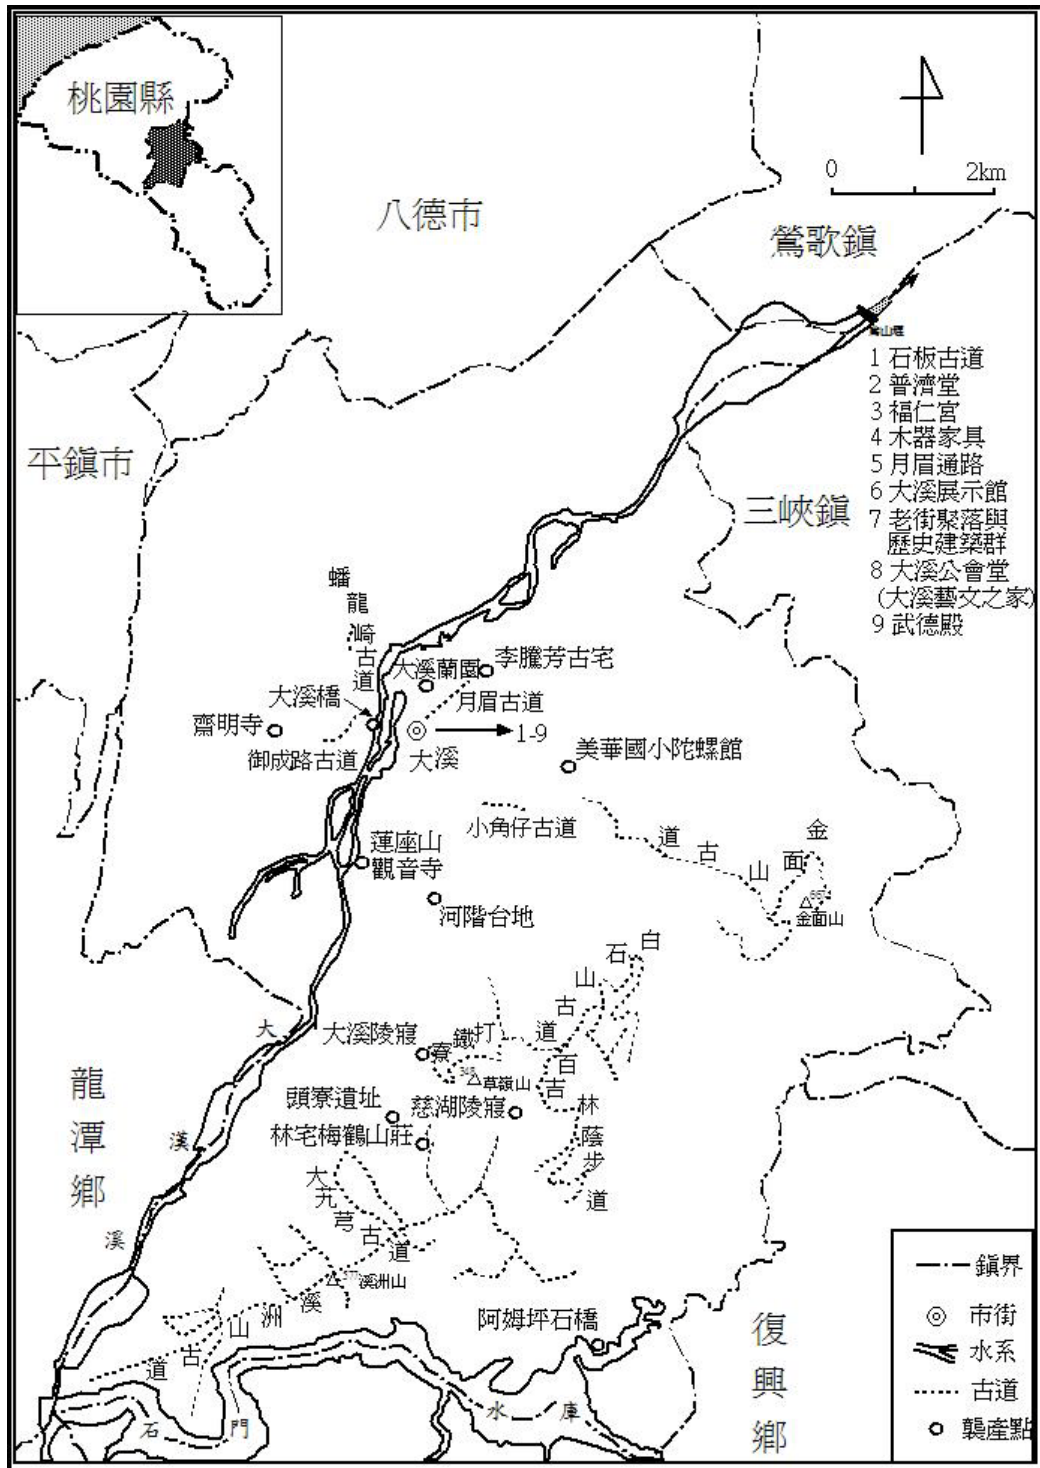 桃園縣
0 2km
八德市
鶯歌鎮
鳶山堰
1 石板古道
2 普濟堂
3 福仁宮
4 木器家具
5 月眉通路
6 大溪展示館
7 老街聚落與
歷史建築群
8 大溪公會堂
(大溪藝文之家)
9 武德殿
平鎮市
三峽鎮
蟠龍崎古道
李騰芳古宅
大溪蘭園
月眉古道
大溪橋
齋明寺
1-9
御成路古道
大溪
美華國小陀螺館
小角仔古道
金面山古道
金面山
蓮座山
觀音寺
河階台地
白石山古道
大溪陵寢
打鐵寮
草嶺山
百吉林蔭步道
頭寮遺址
慈湖陵寢
林宅梅鶴山莊
龍潭鄉
大漢溪
大艽芎古道
溪洲山
溪洲山古道
阿姆坪石橋
復興鄉
石門水庫
鎮界
市街
水系
古道
襲產點